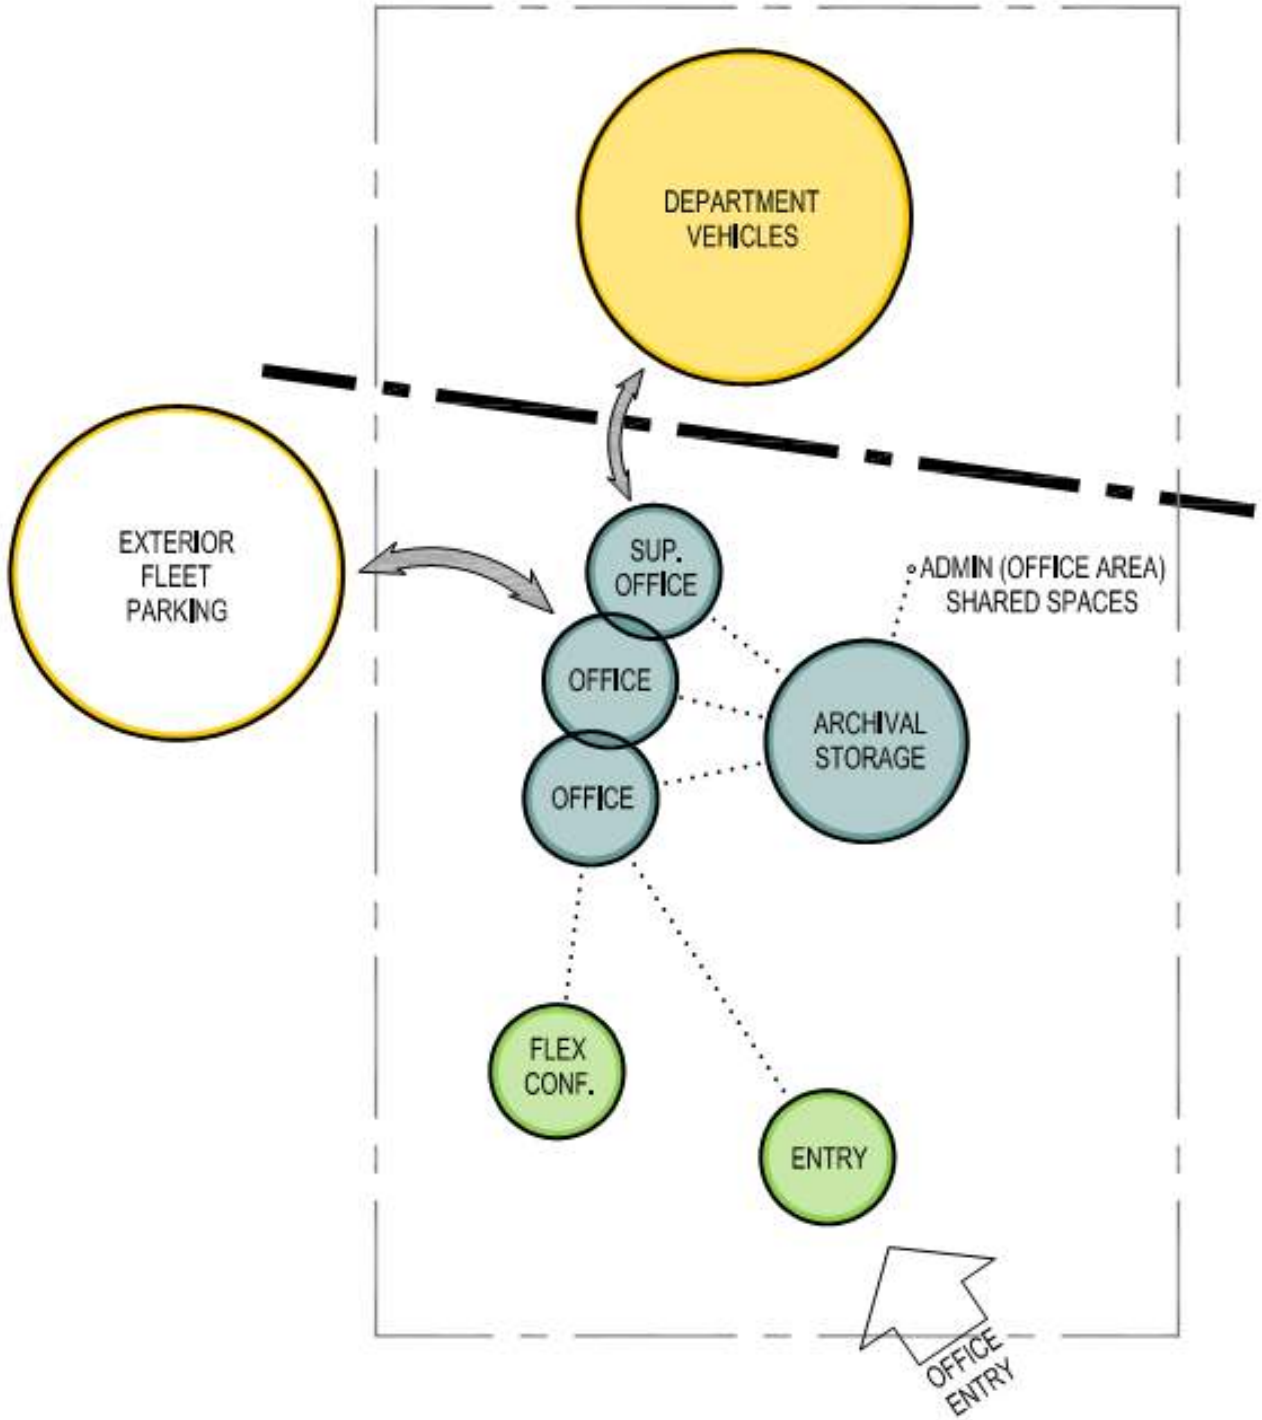 DEPARTMENT
VEHICLES
EXTERIOR
FLEET
PARKING
SUP.
OFFICE
ADMIN (OFFICE AREA)
SHARED SPACES
OFFICE
ARCHIVAL
STORAGE
OFFICE
FLEX
CONF.
ENTRY
OFFICE
ENTRY